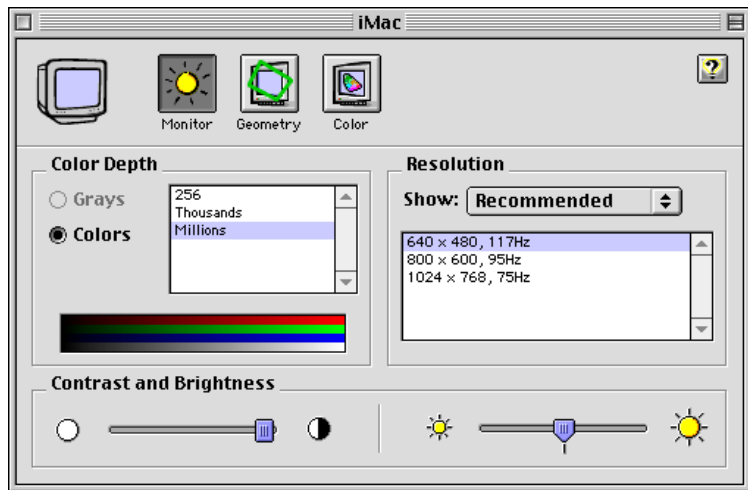 iMac
Monitor Geometry Color
Color Depth
Grays
Colors
256
Thousands
Millions
Resolution
Show: Recommended
640 × 480, 117Hz
800 × 600, 95Hz
1024 × 768, 75Hz
Contrast and Brightness